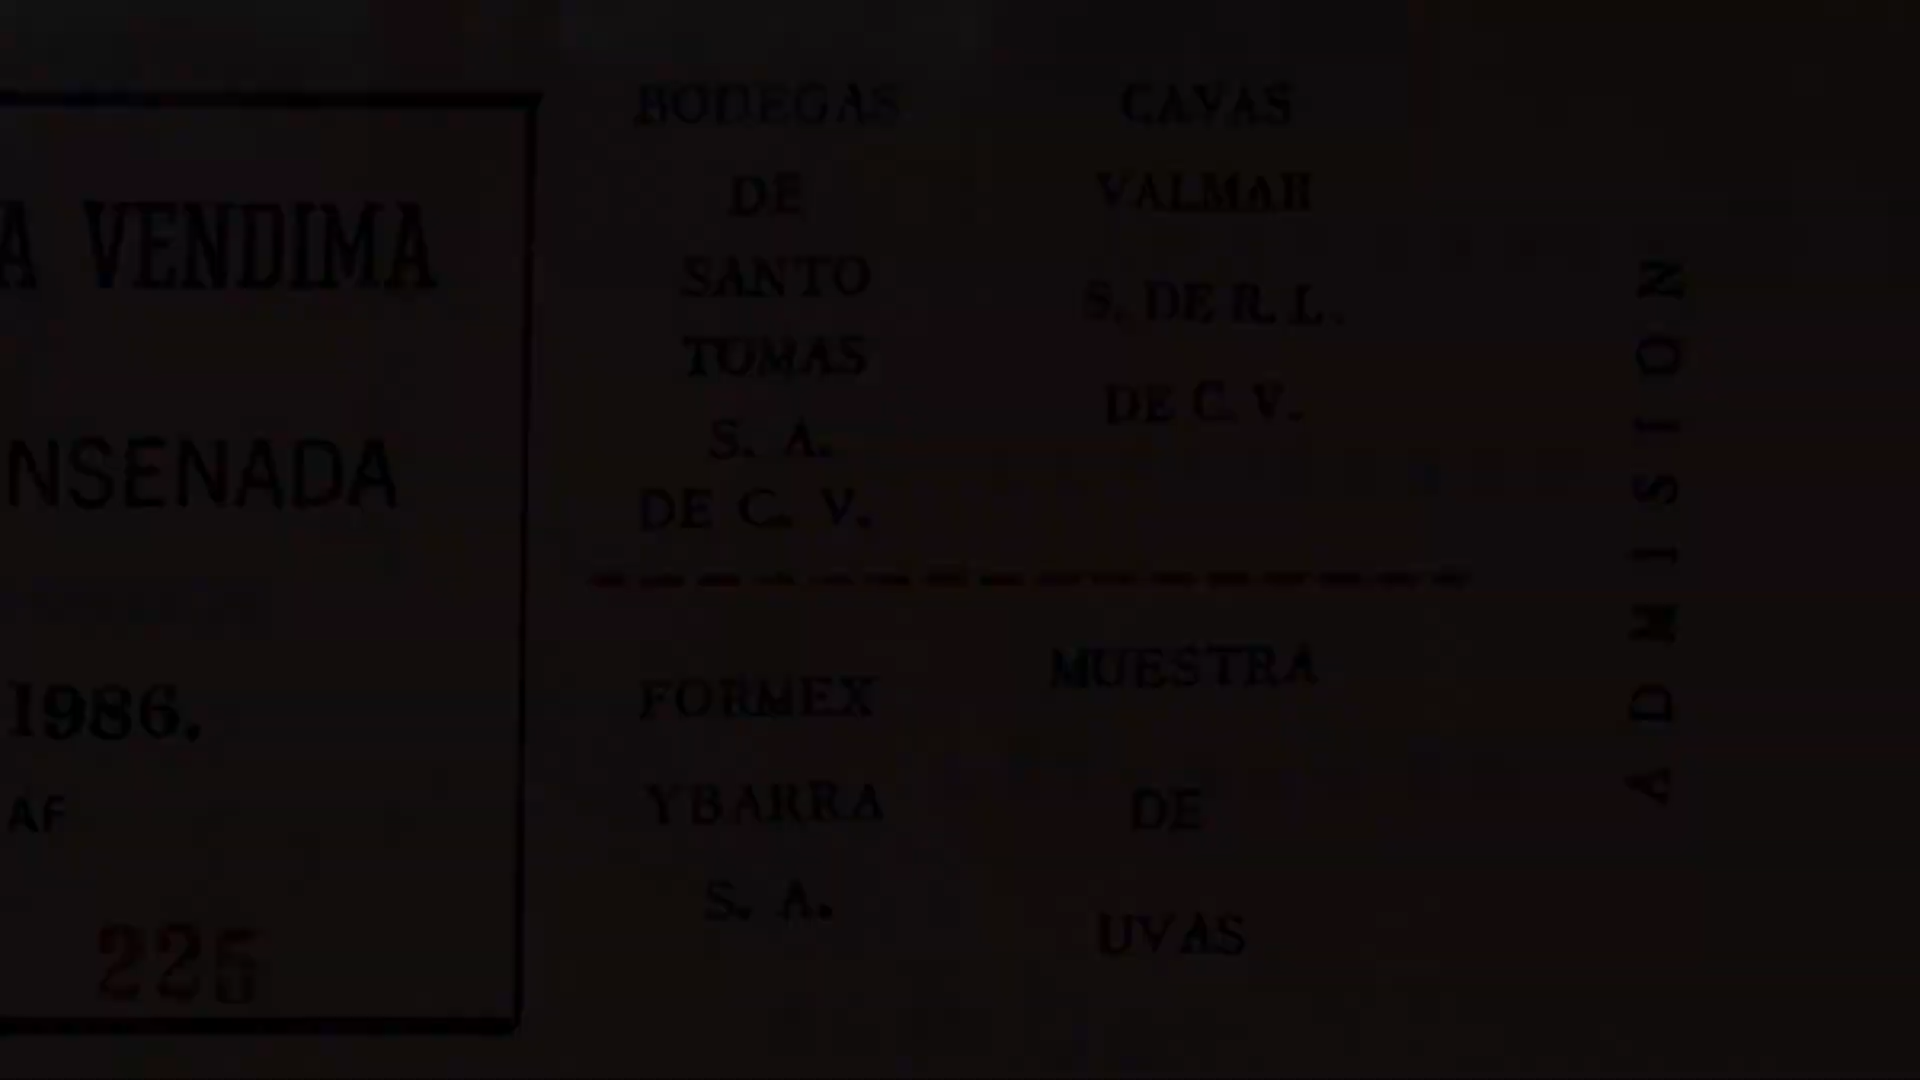 A VENDIMA
NSENADA
1986.
AF
225
BODEGAS
DE
SANTO
TOMAS
S. A.
DE C. V.
CAVAS
VALMAR
S. DE R. L.
DE C. V.
FORMEX
YBARRA
S. A.
MUESTRA
DE
UVAS
ADMISION